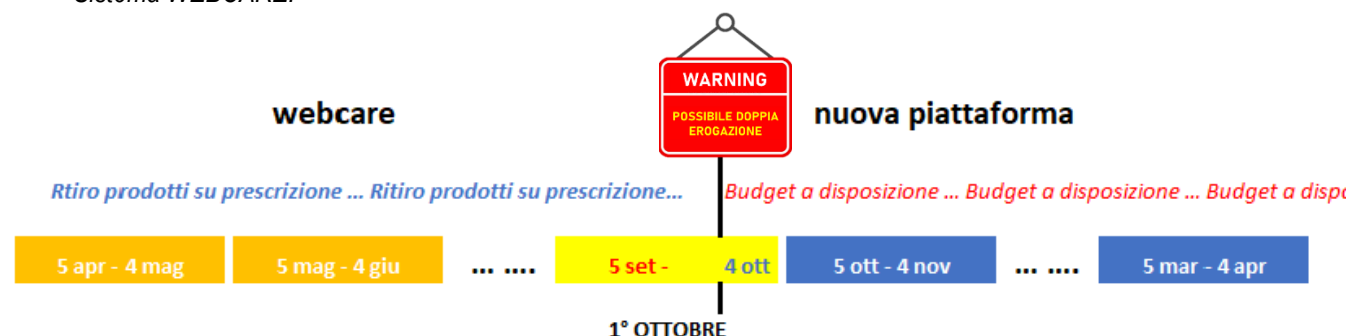 Sistema WEBCARE.
WARNING
POSSIBILE DOPPIA
EROGAZIONE
webcare
nuova piattaforma
Rtiro prodotti su prescrizione ... Ritiro prodotti su prescrizione...
Budget a disposizione ... Budget a disposizione ... Budget a dispo
5 apr - 4 mag
5 mag - 4 giu
... ....
5 set - 4 ott
5 ott - 4 nov
... ....
5 mar - 4 apr
1° OTTOBRE